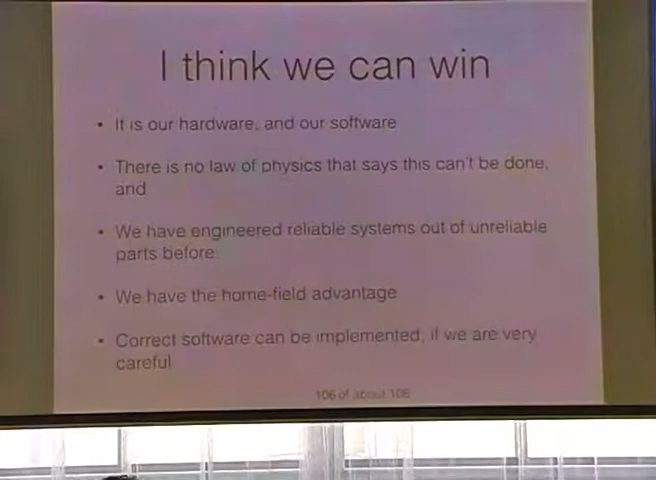 I think we can win
• It is our hardware, and our software
• There is no law of physics that says this can't be done,
and
• We have engineered reliable systems out of unreliable
parts before.
• We have the home-field advantage
• Correct software can be implemented, if we are very
careful
106 of about 106